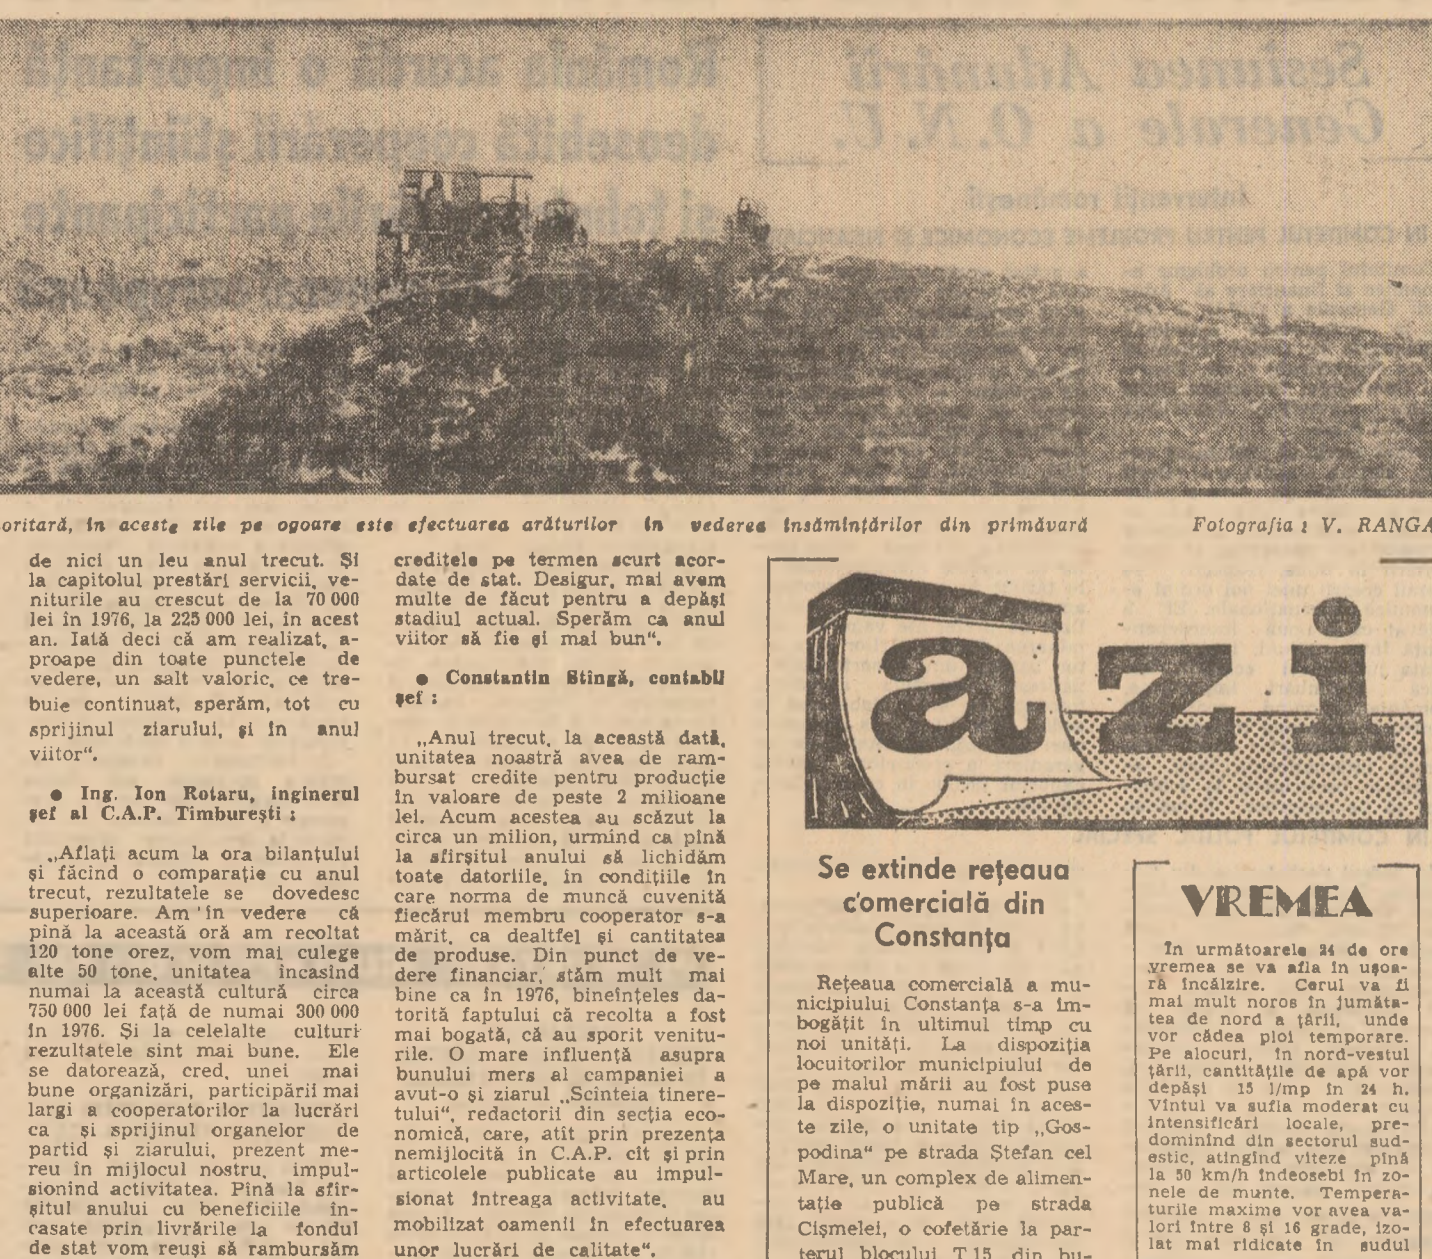 oritară, în aceste zile pe ogoare este efectuarea arăturilor în vederea însămînțărilor din primăvară
Fotografia : V. RANGA
de nici un leu anul trecut. Și
la capitolul prestări servicii, ve-
niturile au crescut de la 70 000
lei în 1976, la 225 000 lei, în acest
an. Iată deci că am realizat, a-
proape din toate punctele de
vedere, un salt valoric, ce tre-
buie continuat, sperăm, tot cu
sprijinul ziarului, și în anul
viitor“.
● Ing. Ion Rotaru, inginerul
șef al C.A.P. Timburești :
„Aflați acum la ora bilanțului
și făcînd o comparație cu anul
trecut, rezultatele se dovedesc
superioare. Am în vedere că
pină la această oră am recoltat
120 tone orez, vom mai culege
alte 50 tone, unitatea încasînd
numai la această cultură circa
750 000 lei față de numai 300 000
în 1976. Și la celelalte culturi
rezultatele sînt mai bune. Ele
se datorează, cred, unei mai
bune organizări, participării mai
largi a cooperatorilor la lucrări
ca și sprijinul organelor de
partid și ziarului, prezent me-
reu în mijlocul nostru, impul-
sionînd activitatea. Pînă la sfîr-
șitul anului cu beneficiile în-
casate prin livrările la fondul
de stat vom reuși să rambursăm
creditele pe termen scurt acor-
date de stat. Desigur, mai avem
multe de făcut pentru a depăși
stadiul actual. Sperăm ca anul
viitor să fie și mai bun“.
● Constantin Stîngă, contabil
șef :
„Anul trecut, la această dată,
unitatea noastră avea de ram-
bursat credite pentru producție
în valoare de peste 2 milioane
lei. Acum acestea au scăzut la
circa un milion, urmînd ca pînă
la sfîrșitul anului să lichidăm
toate datoriile, în condițiile în
care norma de muncă cuvenită
fiecărui membru cooperator s-a
mărit, ca dealtfel și cantitatea
de produse. Din punct de ve-
dere financiar, stăm mult mai
bine ca în 1976, bineînțeles da-
torită faptului că recolta a fost
mai bogată, că au sporit venitu-
rile. O mare influență asupra
bunului mers al campaniei a
avut-o și ziarul „Scînteia tinere-
tului“, redactorii din secția eco-
nomică, care, atît prin prezența
nemijlocită în C.A.P. cît și prin
articolele publicate au impul-
sionat întreaga activitate, au
mobilizat oamenii în efectuarea
unor lucrări de calitate“.
azi
Se extinde rețeaua
comercială din
Constanța
Rețeaua comercială a mu-
nicipiului Constanța s-a îm-
bogățit în ultimul timp cu
noi unități. La dispoziția
locuitorilor municipiului de
pe malul mării au fost puse
la dispoziție, numai în aces-
te zile, o unitate tip „Gos-
podina“ pe strada Ștefan cel
Mare, un complex de alimen-
tație publică pe strada
Cișmelei, o cofetărie la par-
terul blocului T 15 din bu-
VREMEA
În următoarele 24 de ore
vremea se va afla în ușoa-
ră încălzire. Cerul va fi
mai mult noros în jumăta-
tea de nord a țării, unde
vor cădea ploi temporare.
Pe alocuri, în nord-vestul
țării, cantitățile de apă vor
depăși 15 l/mp în 24 h.
Vîntul va sufla moderat cu
intensificări locale, pre-
dominînd din sectorul sud-
estic, atingînd viteze pînă
la 50 km/h îndeosebi în zo-
nele de munte. Tempera-
turile maxime vor avea va-
lori între 8 și 16 grade, izo-
lat mai ridicate în sudul